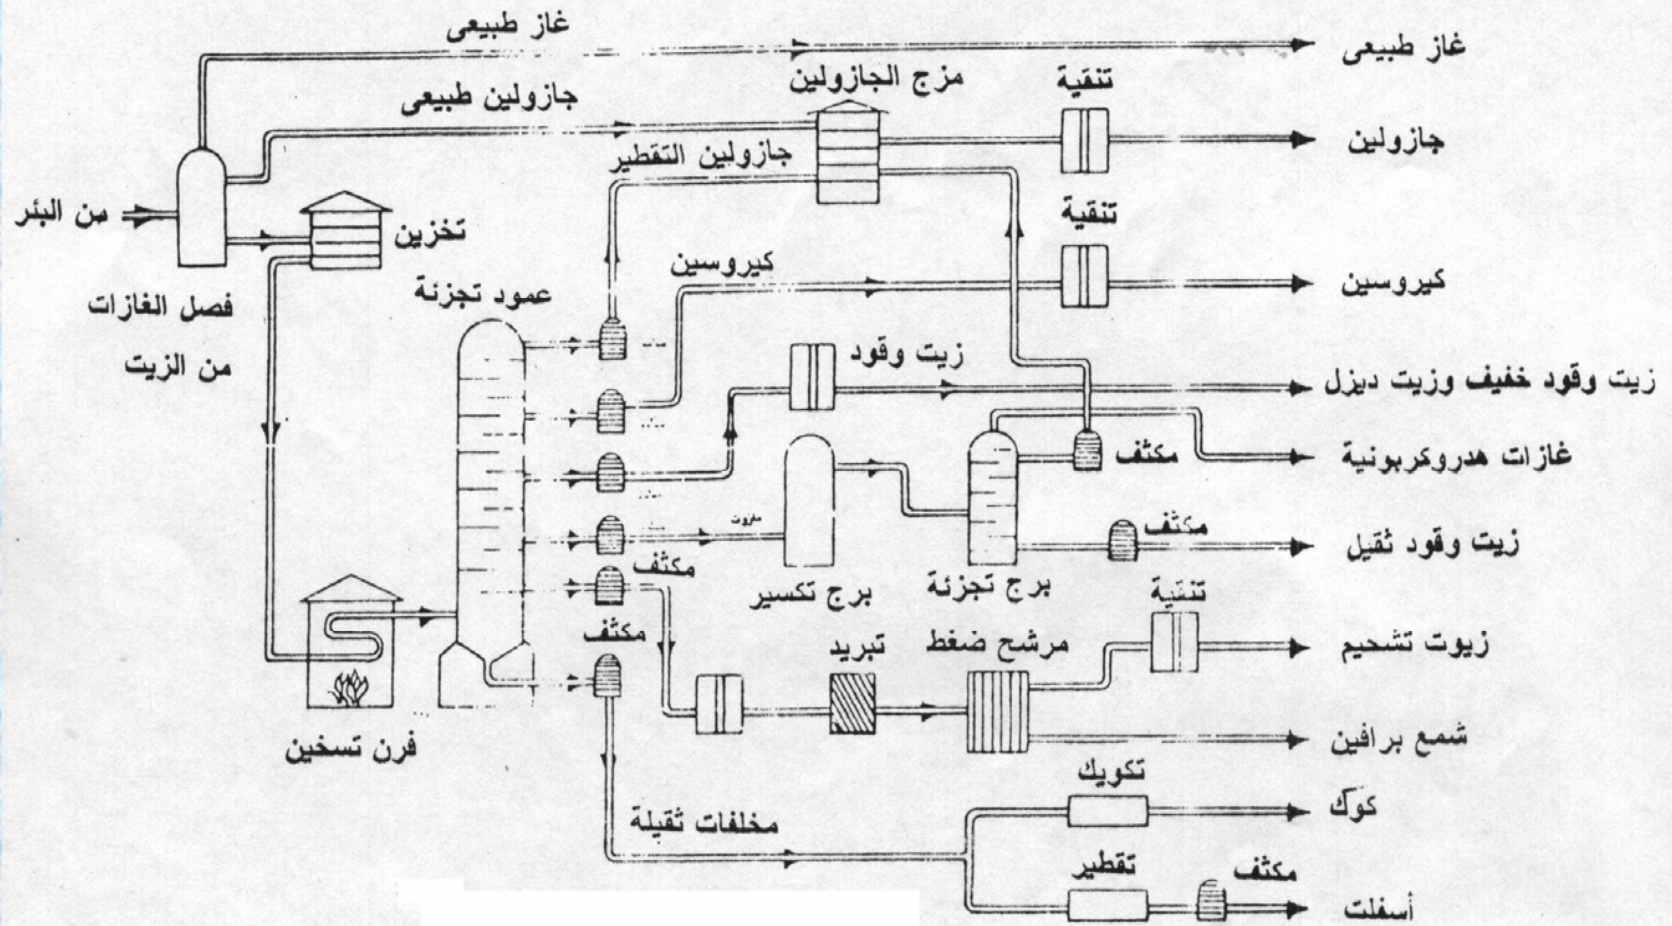 غاز طبيعى
غاز طبيعى
جازولين طبيعى
مزج الجازولين
تنقية
جازولين
جازولين التقطير
من البئر
تخزين
تنقية
كيروسين
كيروسين
فصل الغازات
من الزيت
عمود تجزئة
زيت وقود
زيت وقود خفيف وزيت ديزل
مكثف
غازات هدروكربونية
مازوت
مكثف
زيت وقود ثقيل
مكثف
برج تكسير
برج تجزئة
تنقية
مكثف
تبريد
مرشح ضغط
زيوت تشحيم
فرن تسخين
شمع برافين
تكويك
كوك
مخلفات ثقيلة
تقطير
مكثف
أسفلت